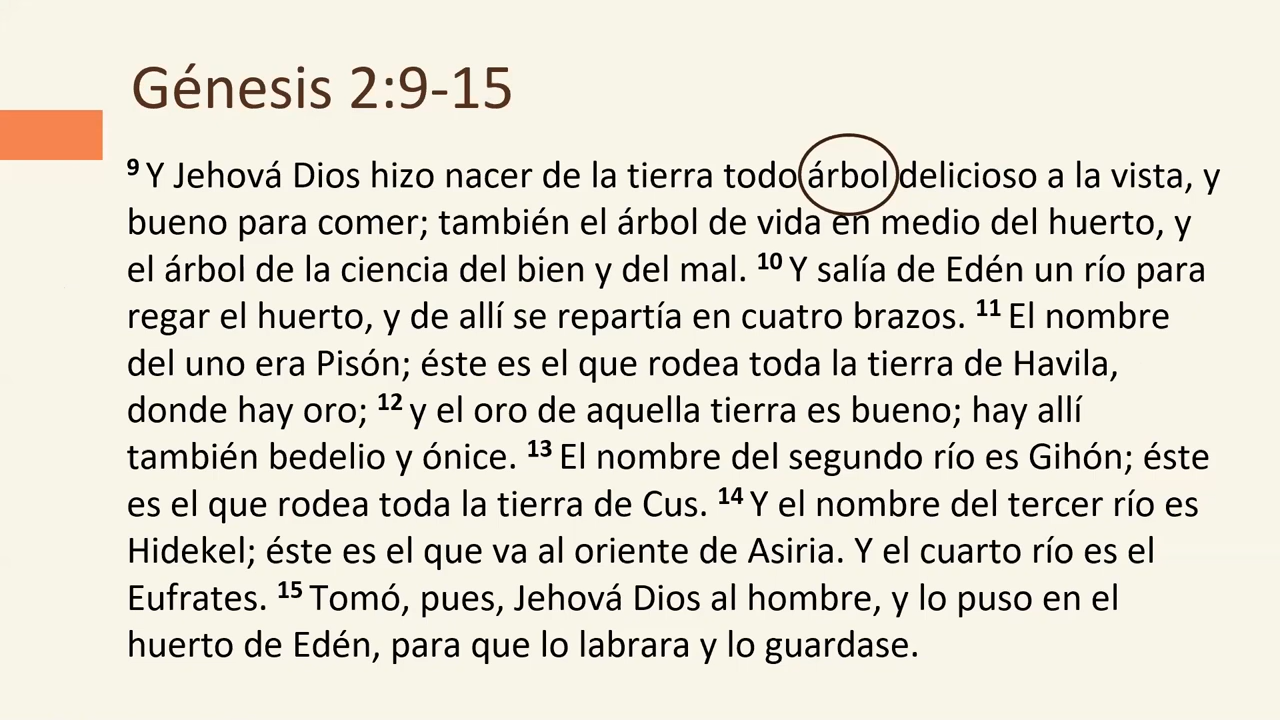 Génesis 2:9-15
9 Y Jehová Dios hizo nacer de la tierra todo árbol delicioso a la vista, y
bueno para comer; también el árbol de vida en medio del huerto, y
el árbol de la ciencia del bien y del mal. 10 Y salía de Edén un río para
regar el huerto, y de allí se repartía en cuatro brazos. 11 El nombre
del uno era Pisón; éste es el que rodea toda la tierra de Havila,
donde hay oro; 12 y el oro de aquella tierra es bueno; hay allí
también bedelio y ónice. 13 El nombre del segundo río es Gihón; éste
es el que rodea toda la tierra de Cus. 14 Y el nombre del tercer río es
Hidekel; éste es el que va al oriente de Asiria. Y el cuarto río es el
Eufrates. 15 Tomó, pues, Jehová Dios al hombre, y lo puso en el
huerto de Edén, para que lo labrara y lo guardase.